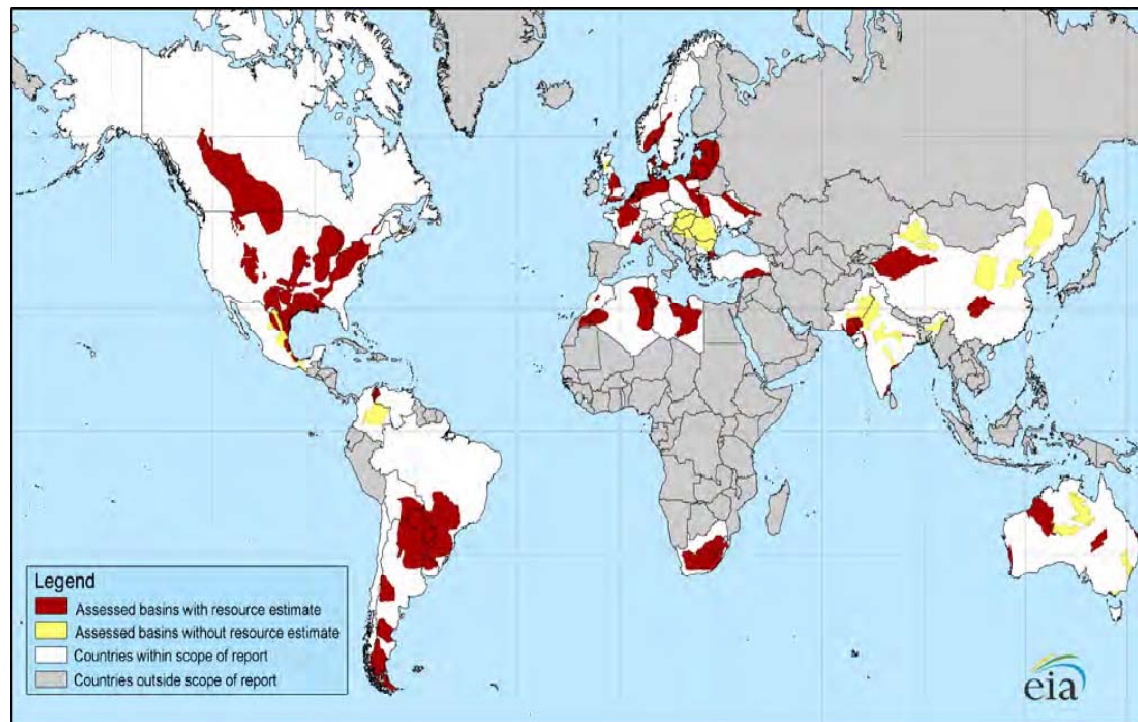 Legend
Assessed basins with resource estimate
Assessed basins without resource estimate
Countries within scope of report
Countries outside scope of report
eia